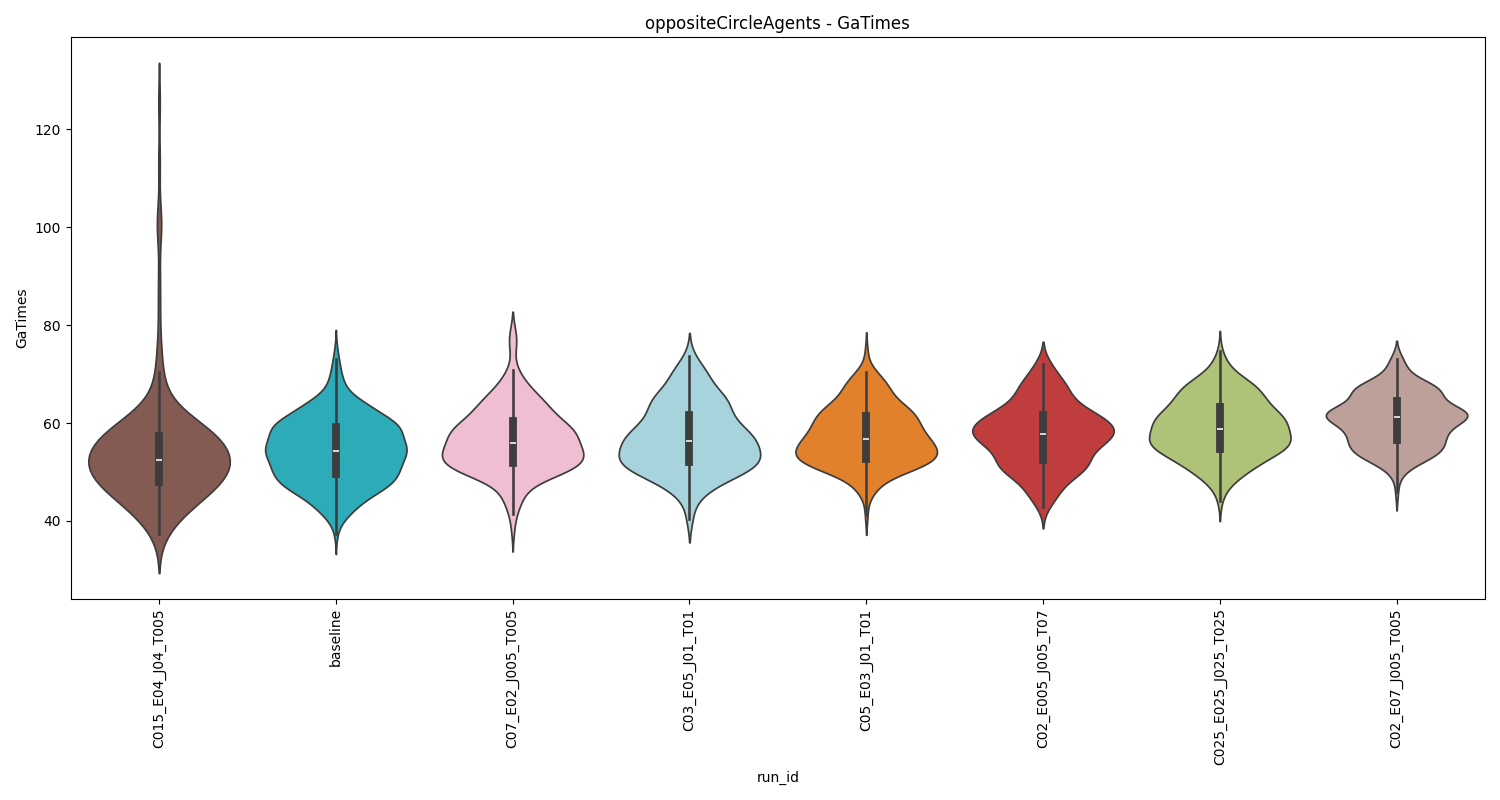 oppositeCircleAgents - GaTimes
GaTimes
120
100
80
60
40
C015_E04_J04_T005
baseline
C07_E02_J005_T005
C03_E05_J01_T01
C05_E03_J01_T01
C02_E005_J005_T07
C025_E025_J025_T025
C02_E07_J005_T005
run_id